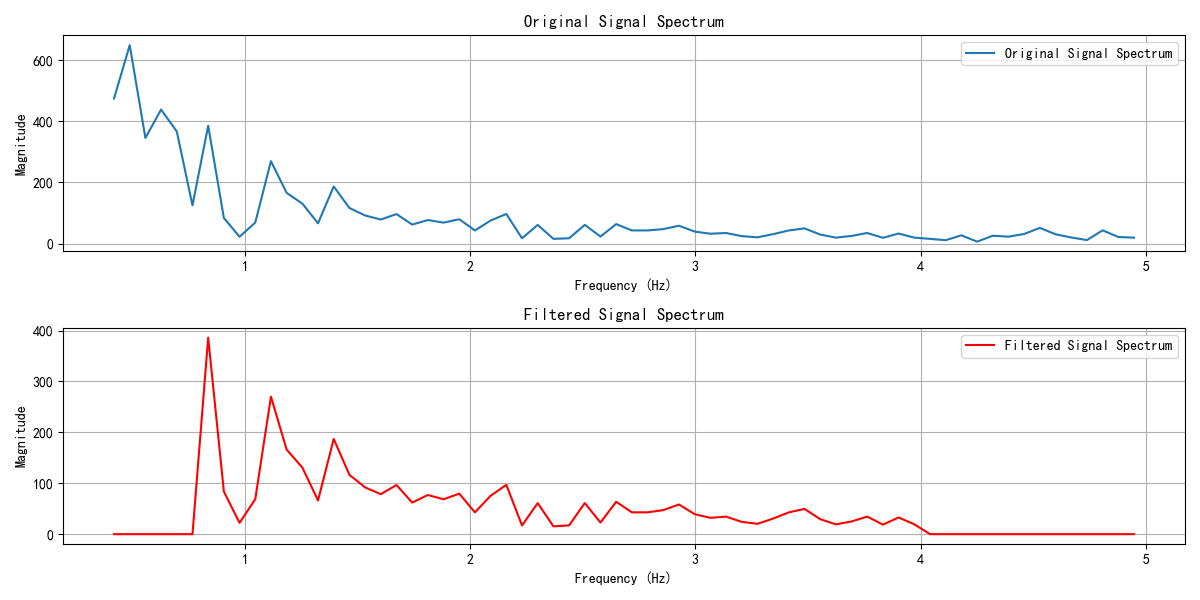 Original Signal Spectrum
Original Signal Spectrum
Magnitude
600
400
200
0
1 2 3 4 5
Frequency (Hz)
Filtered Signal Spectrum
Filtered Signal Spectrum
Magnitude
400
300
200
100
0
1 2 3 4 5
Frequency (Hz)